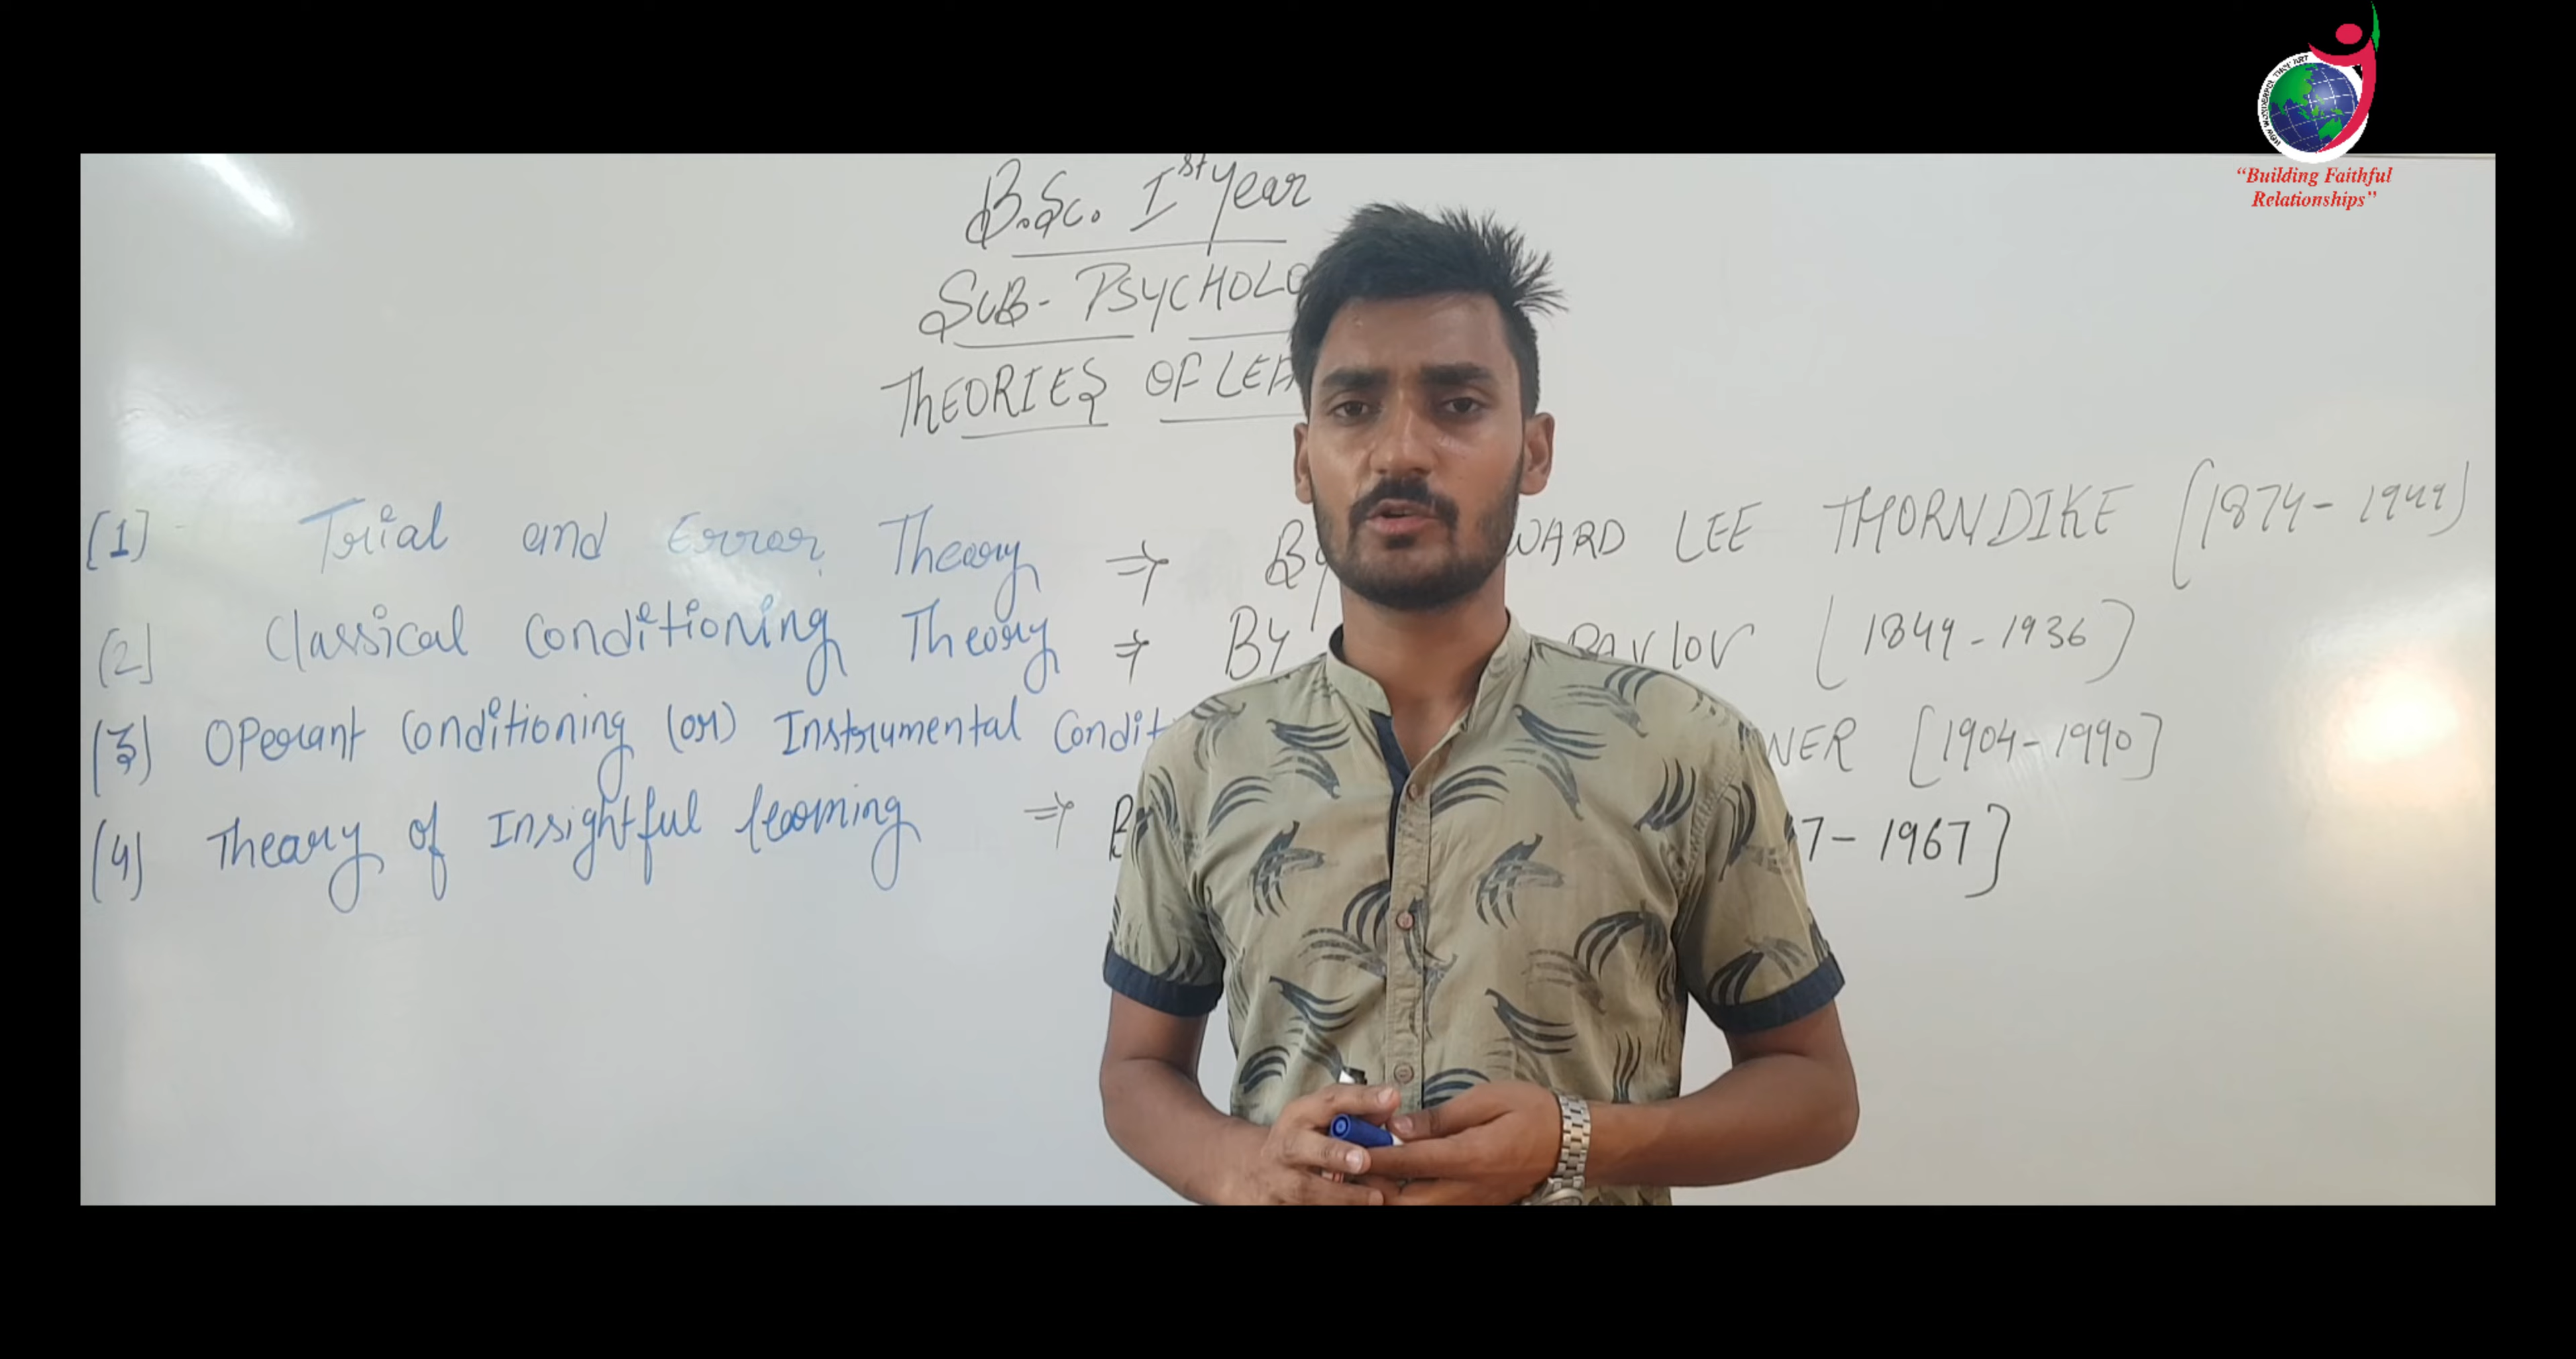 "Building Faithful
Relationships"
B.Sc. Ist Year
SUB- PSYCHOLO
THEORIES OF LEA
(1) Trial and Error Theory ⇒ By WARD LEE THORNDIKE (1874-1949)
(2) Classical Conditioning Theory ⇒ By PAVLOV (1849-1936)
(3) Operant Conditioning (or) Instrumental Condit NER [1904-1990]
(4) Theory of Insightful learning ⇒ B 7-1967]